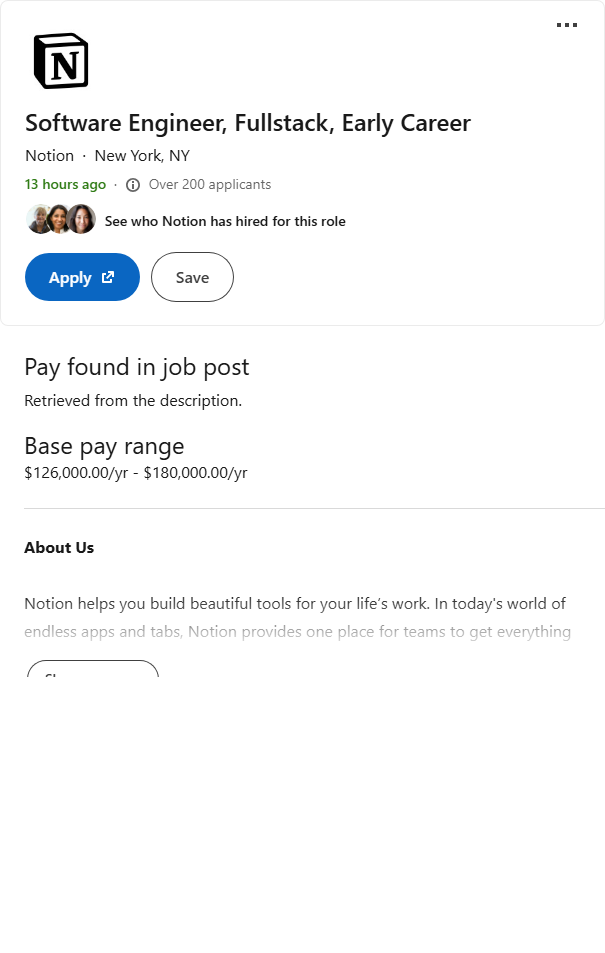 N
Software Engineer, Fullstack, Early Career
Notion · New York, NY
13 hours ago · Over 200 applicants
See who Notion has hired for this role
Apply
Save
Pay found in job post
Retrieved from the description.
Base pay range
$126,000.00/yr - $180,000.00/yr
About Us
Notion helps you build beautiful tools for your life’s work. In today's world of
endless apps and tabs, Notion provides one place for teams to get everything